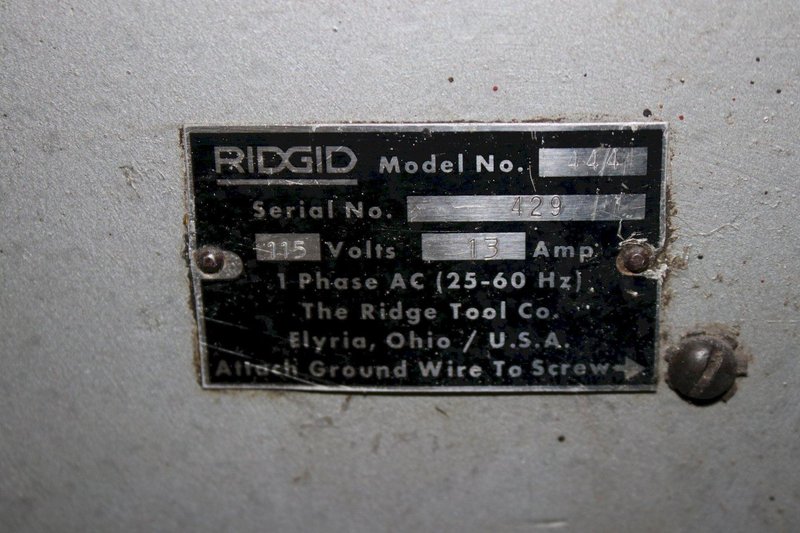 RIDGID Model No. 444
Serial No. 429
115 Volts 13 Amp
1 Phase AC (25-60 Hz)
The Ridge Tool Co.
Elyria, Ohio / U.S.A.
Attach Ground Wire To Screw→